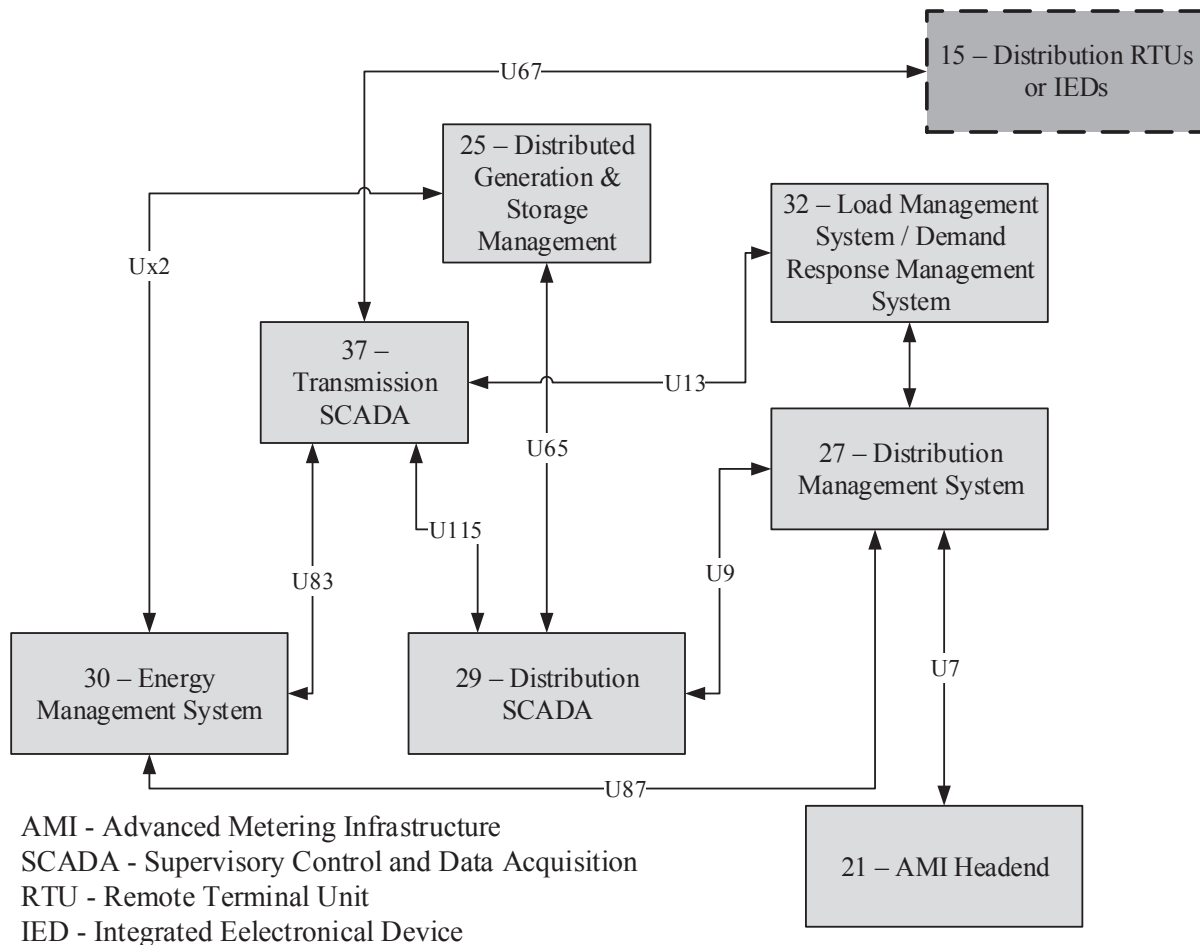 15 – Distribution RTUs
or IEDs
U67
25 – Distributed
Generation &
Storage
Management
32 – Load Management
System / Demand
Response Management
System
Ux2
37 –
Transmission
SCADA
U13
U65
27 – Distribution
Management System
U115
U83
U9
30 – Energy
Management System
29 – Distribution
SCADA
U7
U87
21 – AMI Headend
AMI - Advanced Metering Infrastructure
SCADA - Supervisory Control and Data Acquisition
RTU - Remote Terminal Unit
IED - Integrated Eelectronical Device